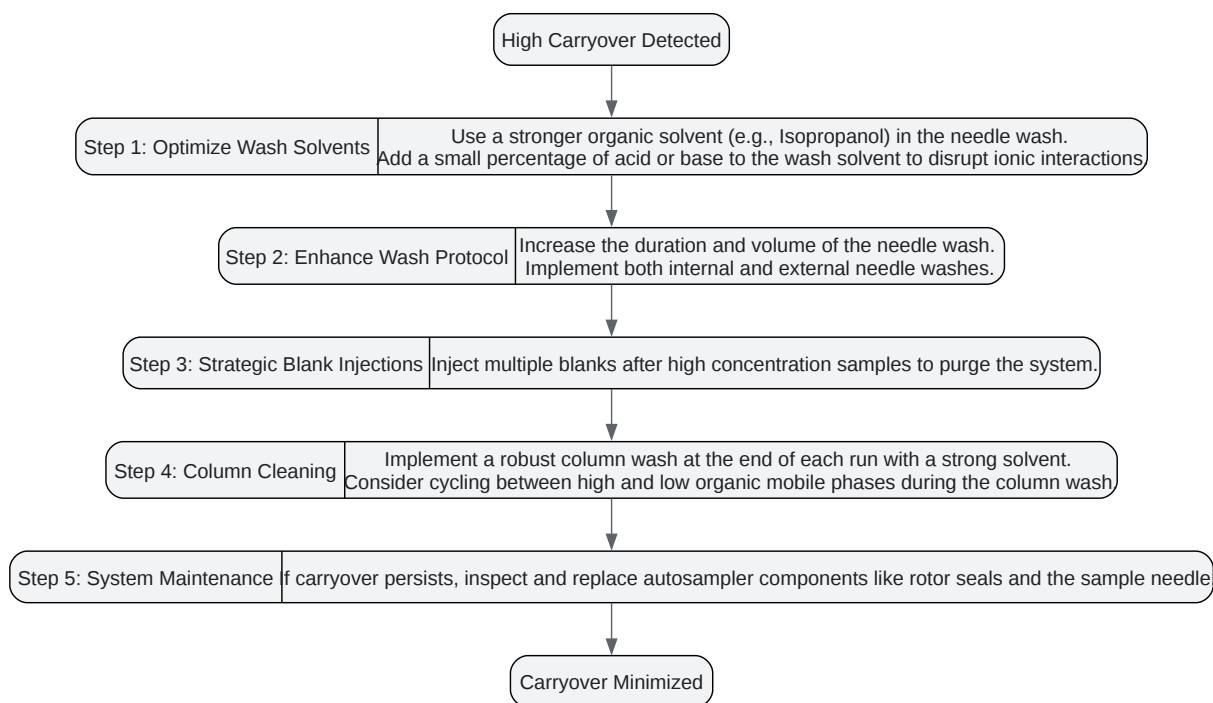 High Carryover Detected
Step 1: Optimize Wash Solvents
Use a stronger organic solvent (e.g., Isopropanol) in the needle wash.
Add a small percentage of acid or base to the wash solvent to disrupt ionic interactions
Step 2: Enhance Wash Protocol
Increase the duration and volume of the needle wash.
Implement both internal and external needle washes.
Step 3: Strategic Blank Injections
Inject multiple blanks after high concentration samples to purge the system.
Step 4: Column Cleaning
Implement a robust column wash at the end of each run with a strong solvent.
Consider cycling between high and low organic mobile phases during the column wash
Step 5: System Maintenance
If carryover persists, inspect and replace autosampler components like rotor seals and the sample needle
Carryover Minimized